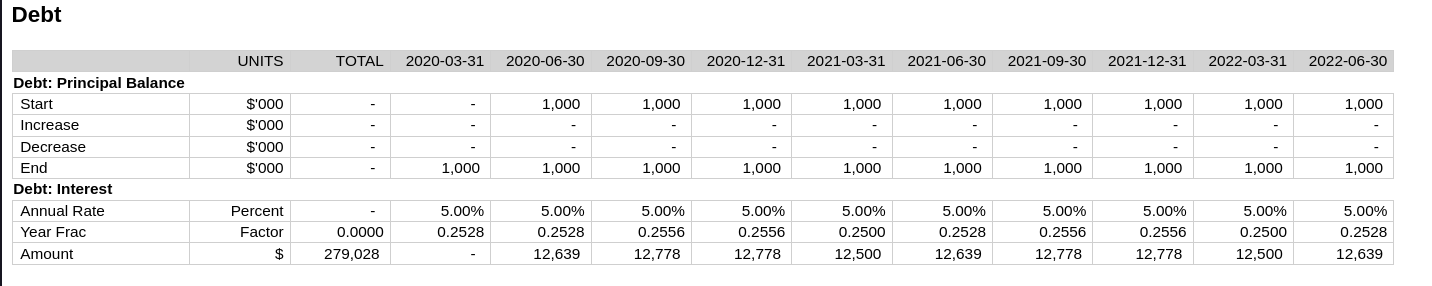 Debt
UNITS TOTAL 2020-03-31 2020-06-30 2020-09-30 2020-12-31 2021-03-31 2021-06-30 2021-09-30 2021-12-31 2022-03-31 2022-06-30
Debt: Principal Balance
Start $'000 - - 1,000 1,000 1,000 1,000 1,000 1,000 1,000 1,000 1,000
Increase $'000 - - - - - - - - - - -
Decrease $'000 - - - - - - - - - - -
End $'000 - 1,000 1,000 1,000 1,000 1,000 1,000 1,000 1,000 1,000 1,000
Debt: Interest
Annual Rate Percent - 5.00% 5.00% 5.00% 5.00% 5.00% 5.00% 5.00% 5.00% 5.00% 5.00%
Year Frac Factor 0.0000 0.2528 0.2528 0.2556 0.2556 0.2500 0.2528 0.2556 0.2556 0.2500 0.2528
Amount $ 279,028 - 12,639 12,778 12,778 12,500 12,639 12,778 12,778 12,500 12,639